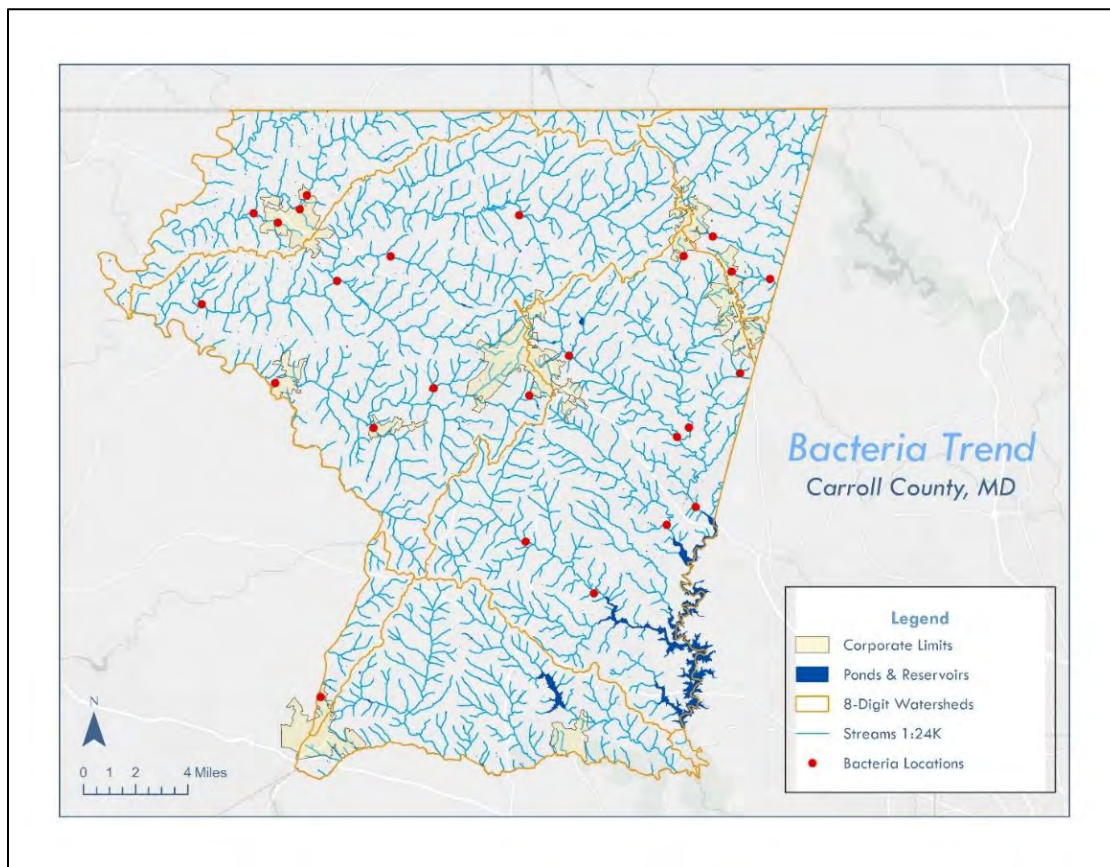 Bacteria Trend
Carroll County, MD
Legend
Corporate Limits
Ponds & Reservoirs
8-Digit Watersheds
Streams 1:24K
Bacteria Locations
N
0 1 2 4 Miles